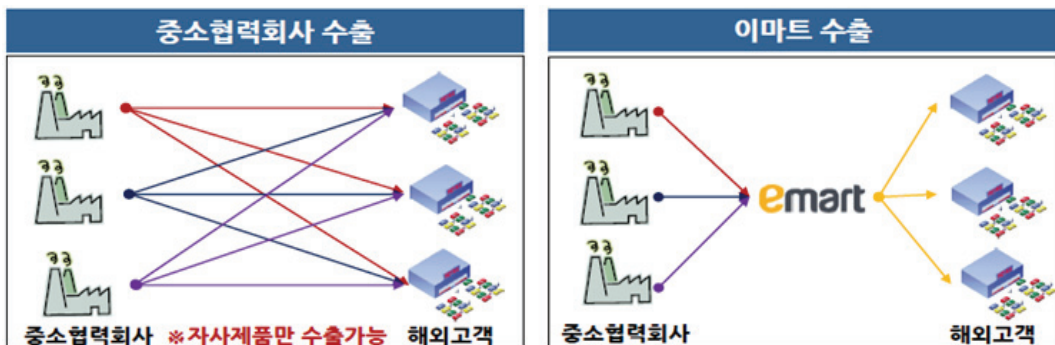 중소협력회사 수출
이마트 수출
emart
중소협력회사 ※자사제품만 수출가능 해외고객
중소협력회사 해외고객